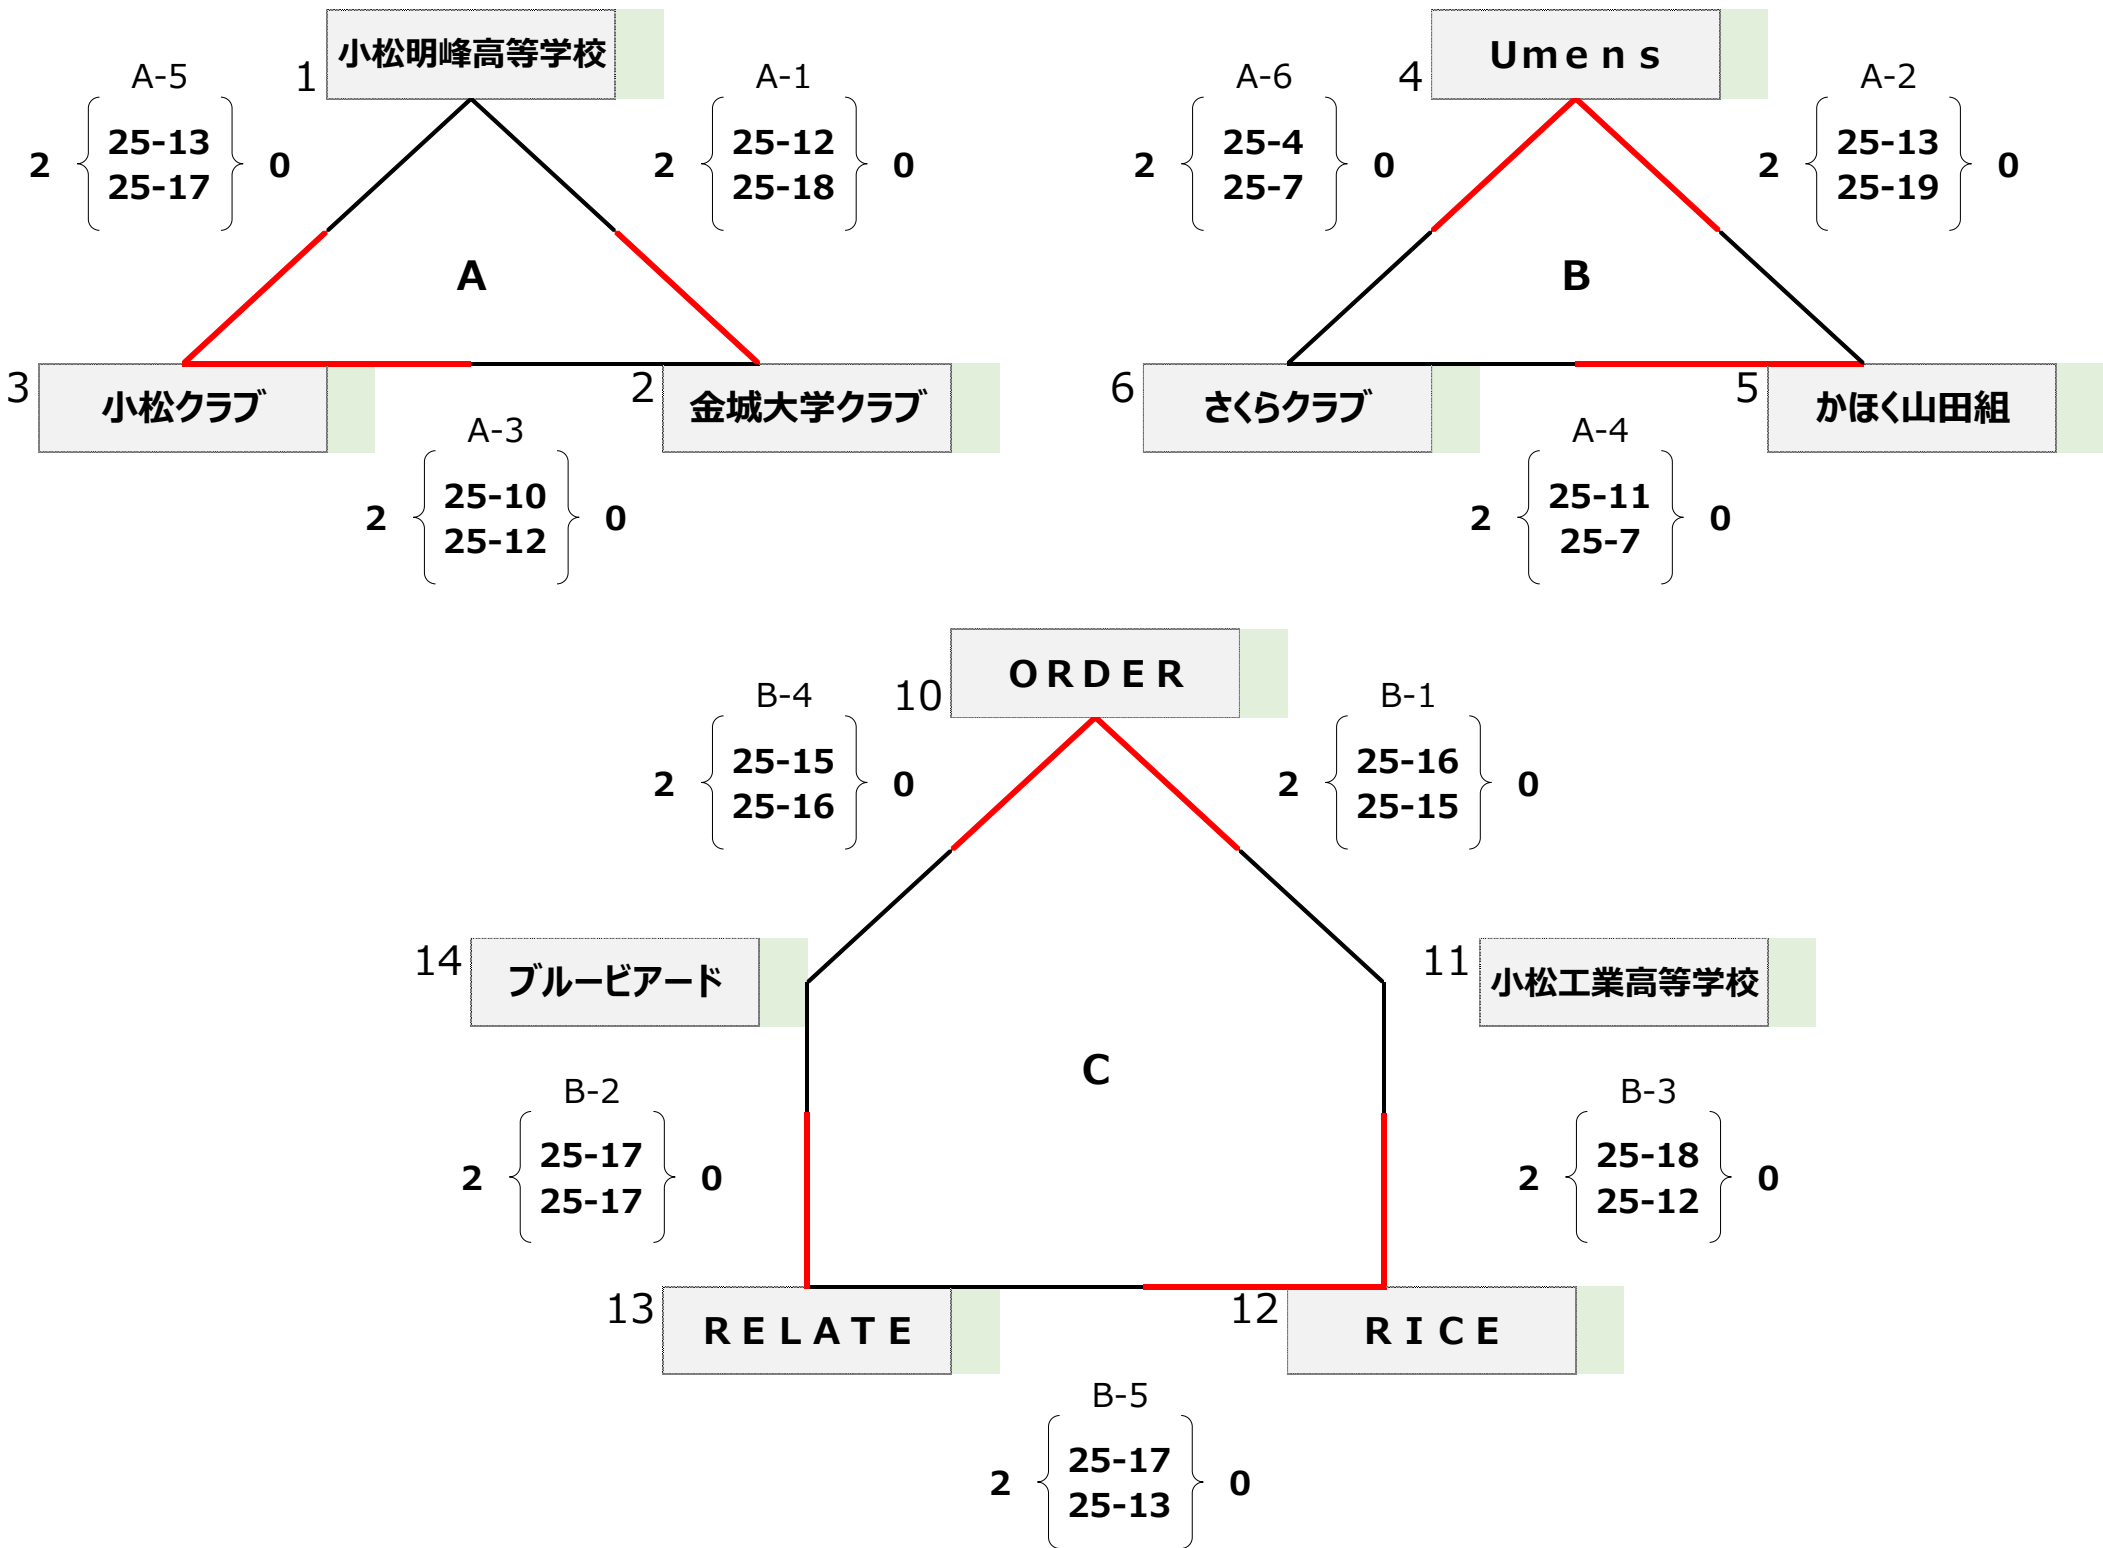 小松明峰高等学校
1
A-5
2 25-13 0
25-17
A-1
2 25-12 0
25-18
A
3 小松クラブ
2 金城大学クラブ
A-3
2 25-10 0
25-12
Ｕｍｅｎｓ
4
A-6
2 25-4 0
25-7
A-2
2 25-13 0
25-19
B
6 さくらクラブ
5 かほく山田組
A-4
2 25-11 0
25-7
ＯＲＤＥＲ
10
B-4
2 25-15 0
25-16
B-1
2 25-16 0
25-15
14 ブルービアード
11 小松工業高等学校
C
B-2
2 25-17 0
25-17
B-3
2 25-18 0
25-12
13 ＲＥＬＡＴＥ
12 ＲＩＣＥ
B-5
2 25-17 0
25-13